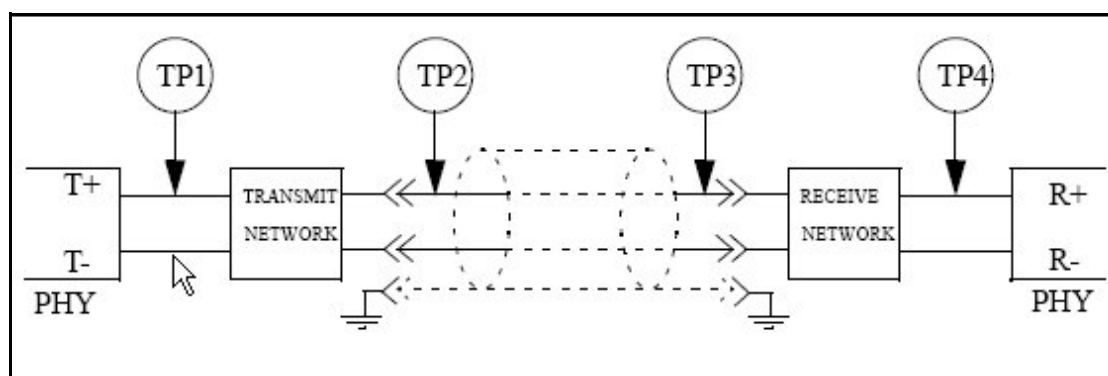 TP1 TP2 TP3 TP4
T+ TRANSMIT RECEIVE R+
NETWORK NETWORK
T- R-
PHY PHY